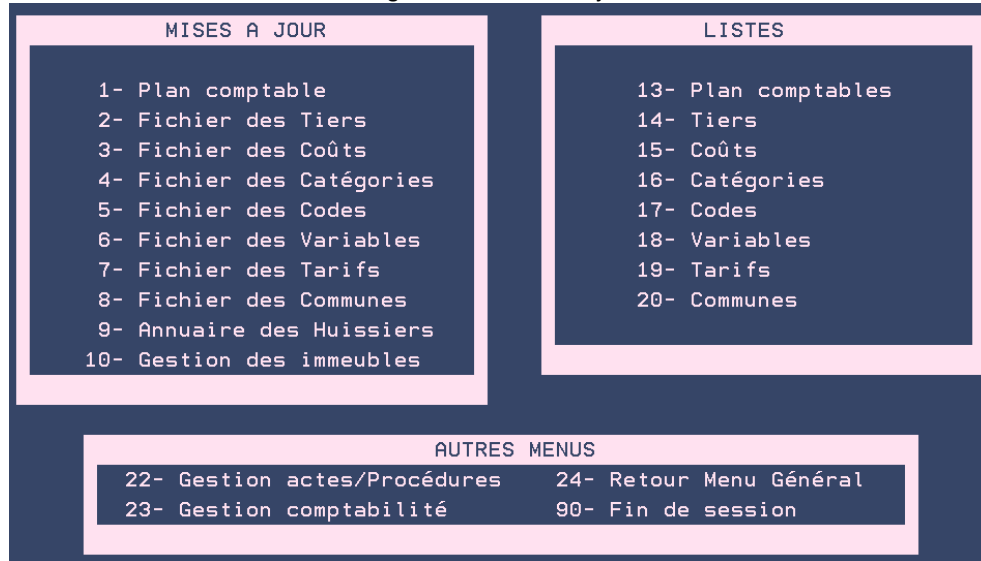 MISES A JOUR
1- Plan comptable
2- Fichier des Tiers
3- Fichier des Coûts
4- Fichier des Catégories
5- Fichier des Codes
6- Fichier des Variables
7- Fichier des Tarifs
8- Fichier des Communes
9- Annuaire des Huissiers
10- Gestion des immeubles
LISTES
13- Plan comptables
14- Tiers
15- Coûts
16- Catégories
17- Codes
18- Variables
19- Tarifs
20- Communes
AUTRES MENUS
22- Gestion actes/Procédures 24- Retour Menu Général
23- Gestion comptabilité 90- Fin de session